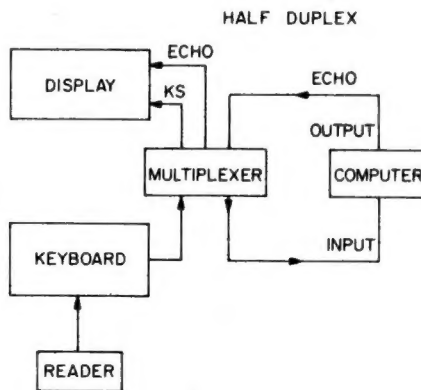 HALF DUPLEX
ECHO
DISPLAY
KS
ECHO
OUTPUT
MULTIPLEXER
COMPUTER
INPUT
KEYBOARD
READER